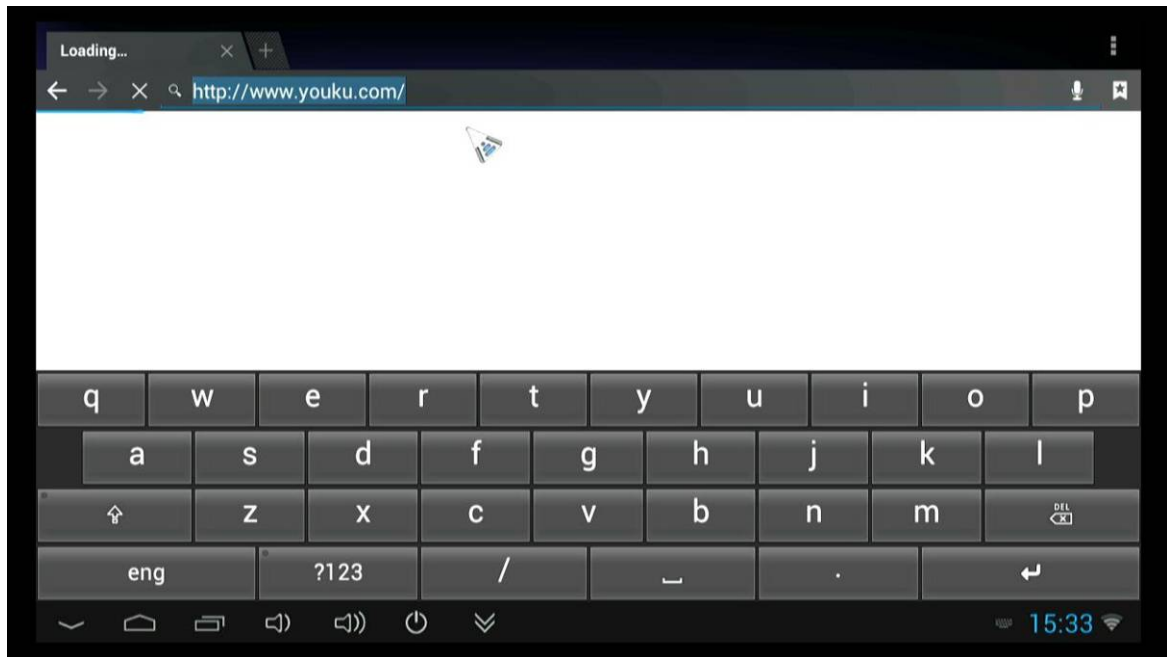 Loading...
http://www.youku.com/
q w e r t y u i o p
a s d f g h j k l
z x c v b n m DEL
eng ?123 / .
15:33